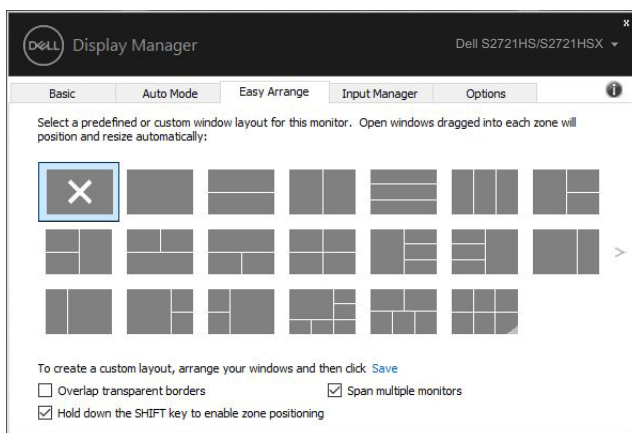 x
DELL Display Manager Dell S2721HS/S2721HSX
Basic Auto Mode Easy Arrange Input Manager Options i
Select a predefined or custom window layout for this monitor. Open windows dragged into each zone will
position and resize automatically:
>
To create a custom layout, arrange your windows and then click Save
Overlap transparent borders Span multiple monitors
Hold down the SHIFT key to enable zone positioning